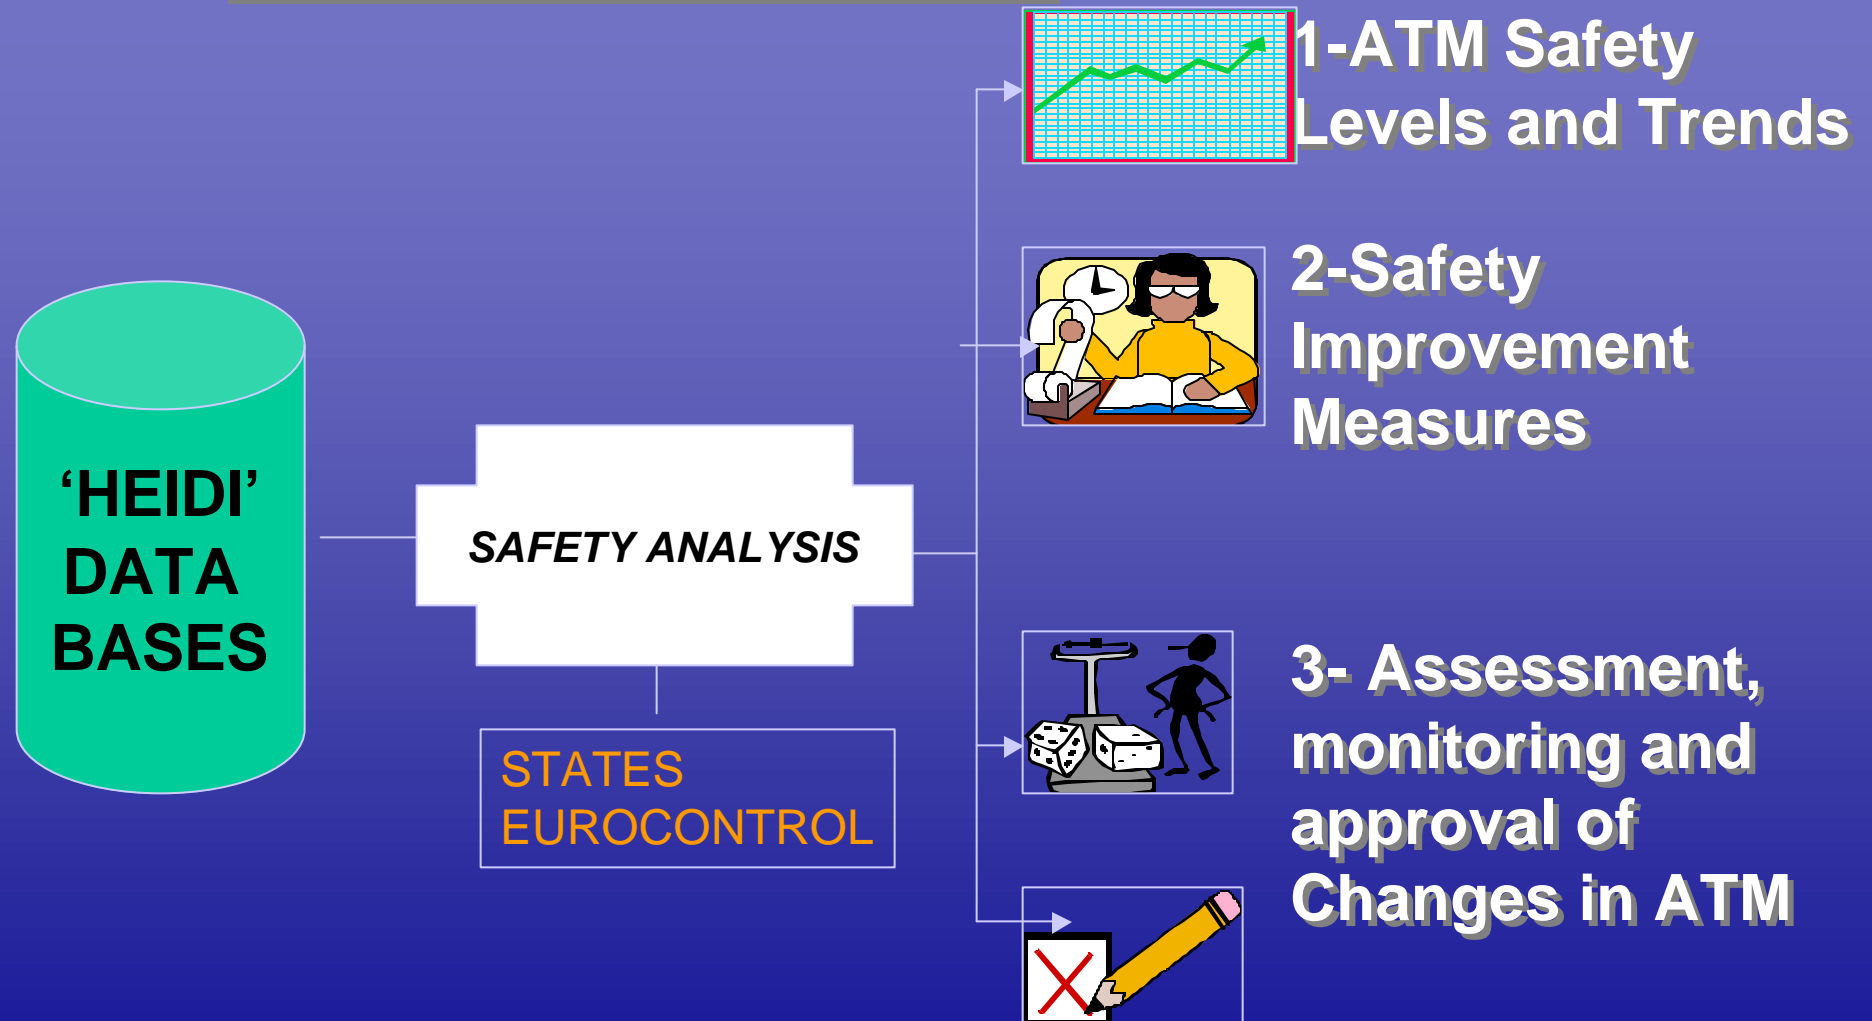 1-ATM Safety
Levels and Trends
2-Safety
Improvement
Measures
‘HEIDI’
DATA
BASES
SAFETY ANALYSIS
STATES
EUROCONTROL
3- Assessment,
monitoring and
approval of
Changes in ATM